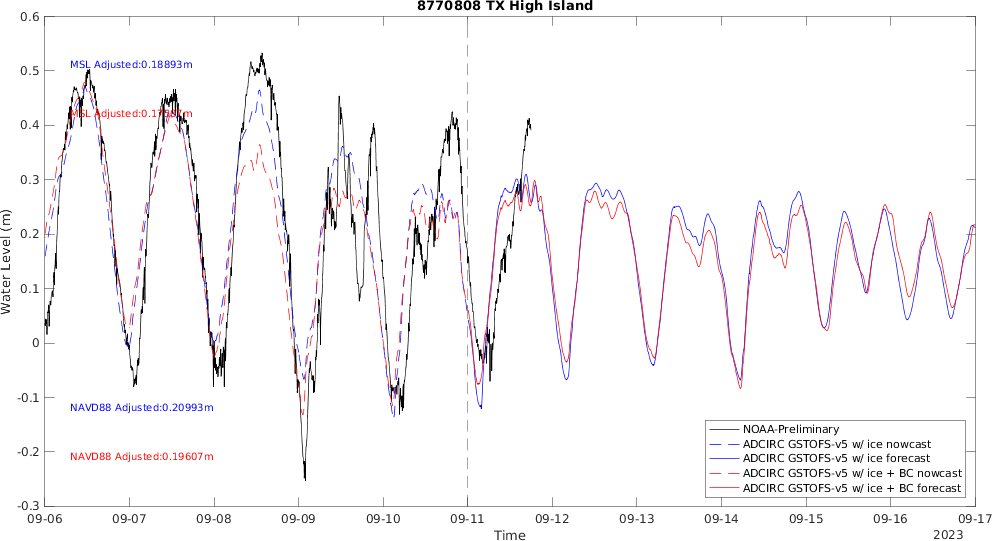 8770808 TX High Island
0.6
0.5
0.4
0.3
0.2
0.1
0
-0.1
-0.2
-0.3
Water Level (m)
MSL Adjusted:0.18893m
MSL Adjusted:
NAVD88 Adjusted:0.20993m
NAVD88 Adjusted:0.19607m
NOAA-Preliminary
ADCIRC GSTOFS-v5 w/ ice nowcast
ADCIRC GSTOFS-v5 w/ ice forecast
ADCIRC GSTOFS-v5 w/ ice + BC nowcast
ADCIRC GSTOFS-v5 w/ ice + BC forecast
09-06 09-07 09-08 09-09 09-10 09-11 09-12 09-13 09-14 09-15 09-16 09-17
Time
2023